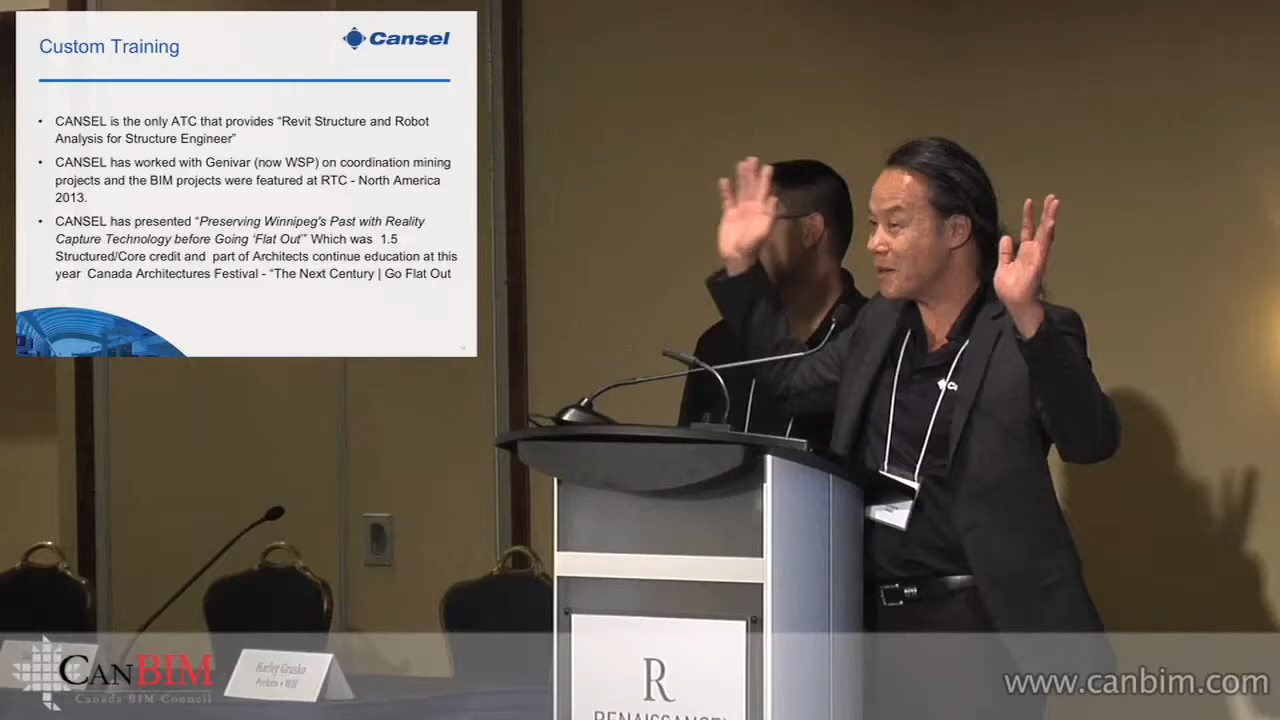 Custom Training
Cansel
• CANSEL is the only ATC that provides “Revit Structure and Robot
Analysis for Structure Engineer”
• CANSEL has worked with Genivar (now WSP) on coordination mining
projects and the BIM projects were featured at RTC - North America
2013.
• CANSEL has presented “Preserving Winnipeg's Past with Reality
Capture Technology before Going ‘Flat Out’” Which was 1.5
Structured/Core credit and part of Architects continue education at this
year Canada Architectures Festival - “The Next Century | Go Flat Out
CANBIM
Canada BIM Council
Harley Grusko
R
RENAISSANCE
www.canbim.com